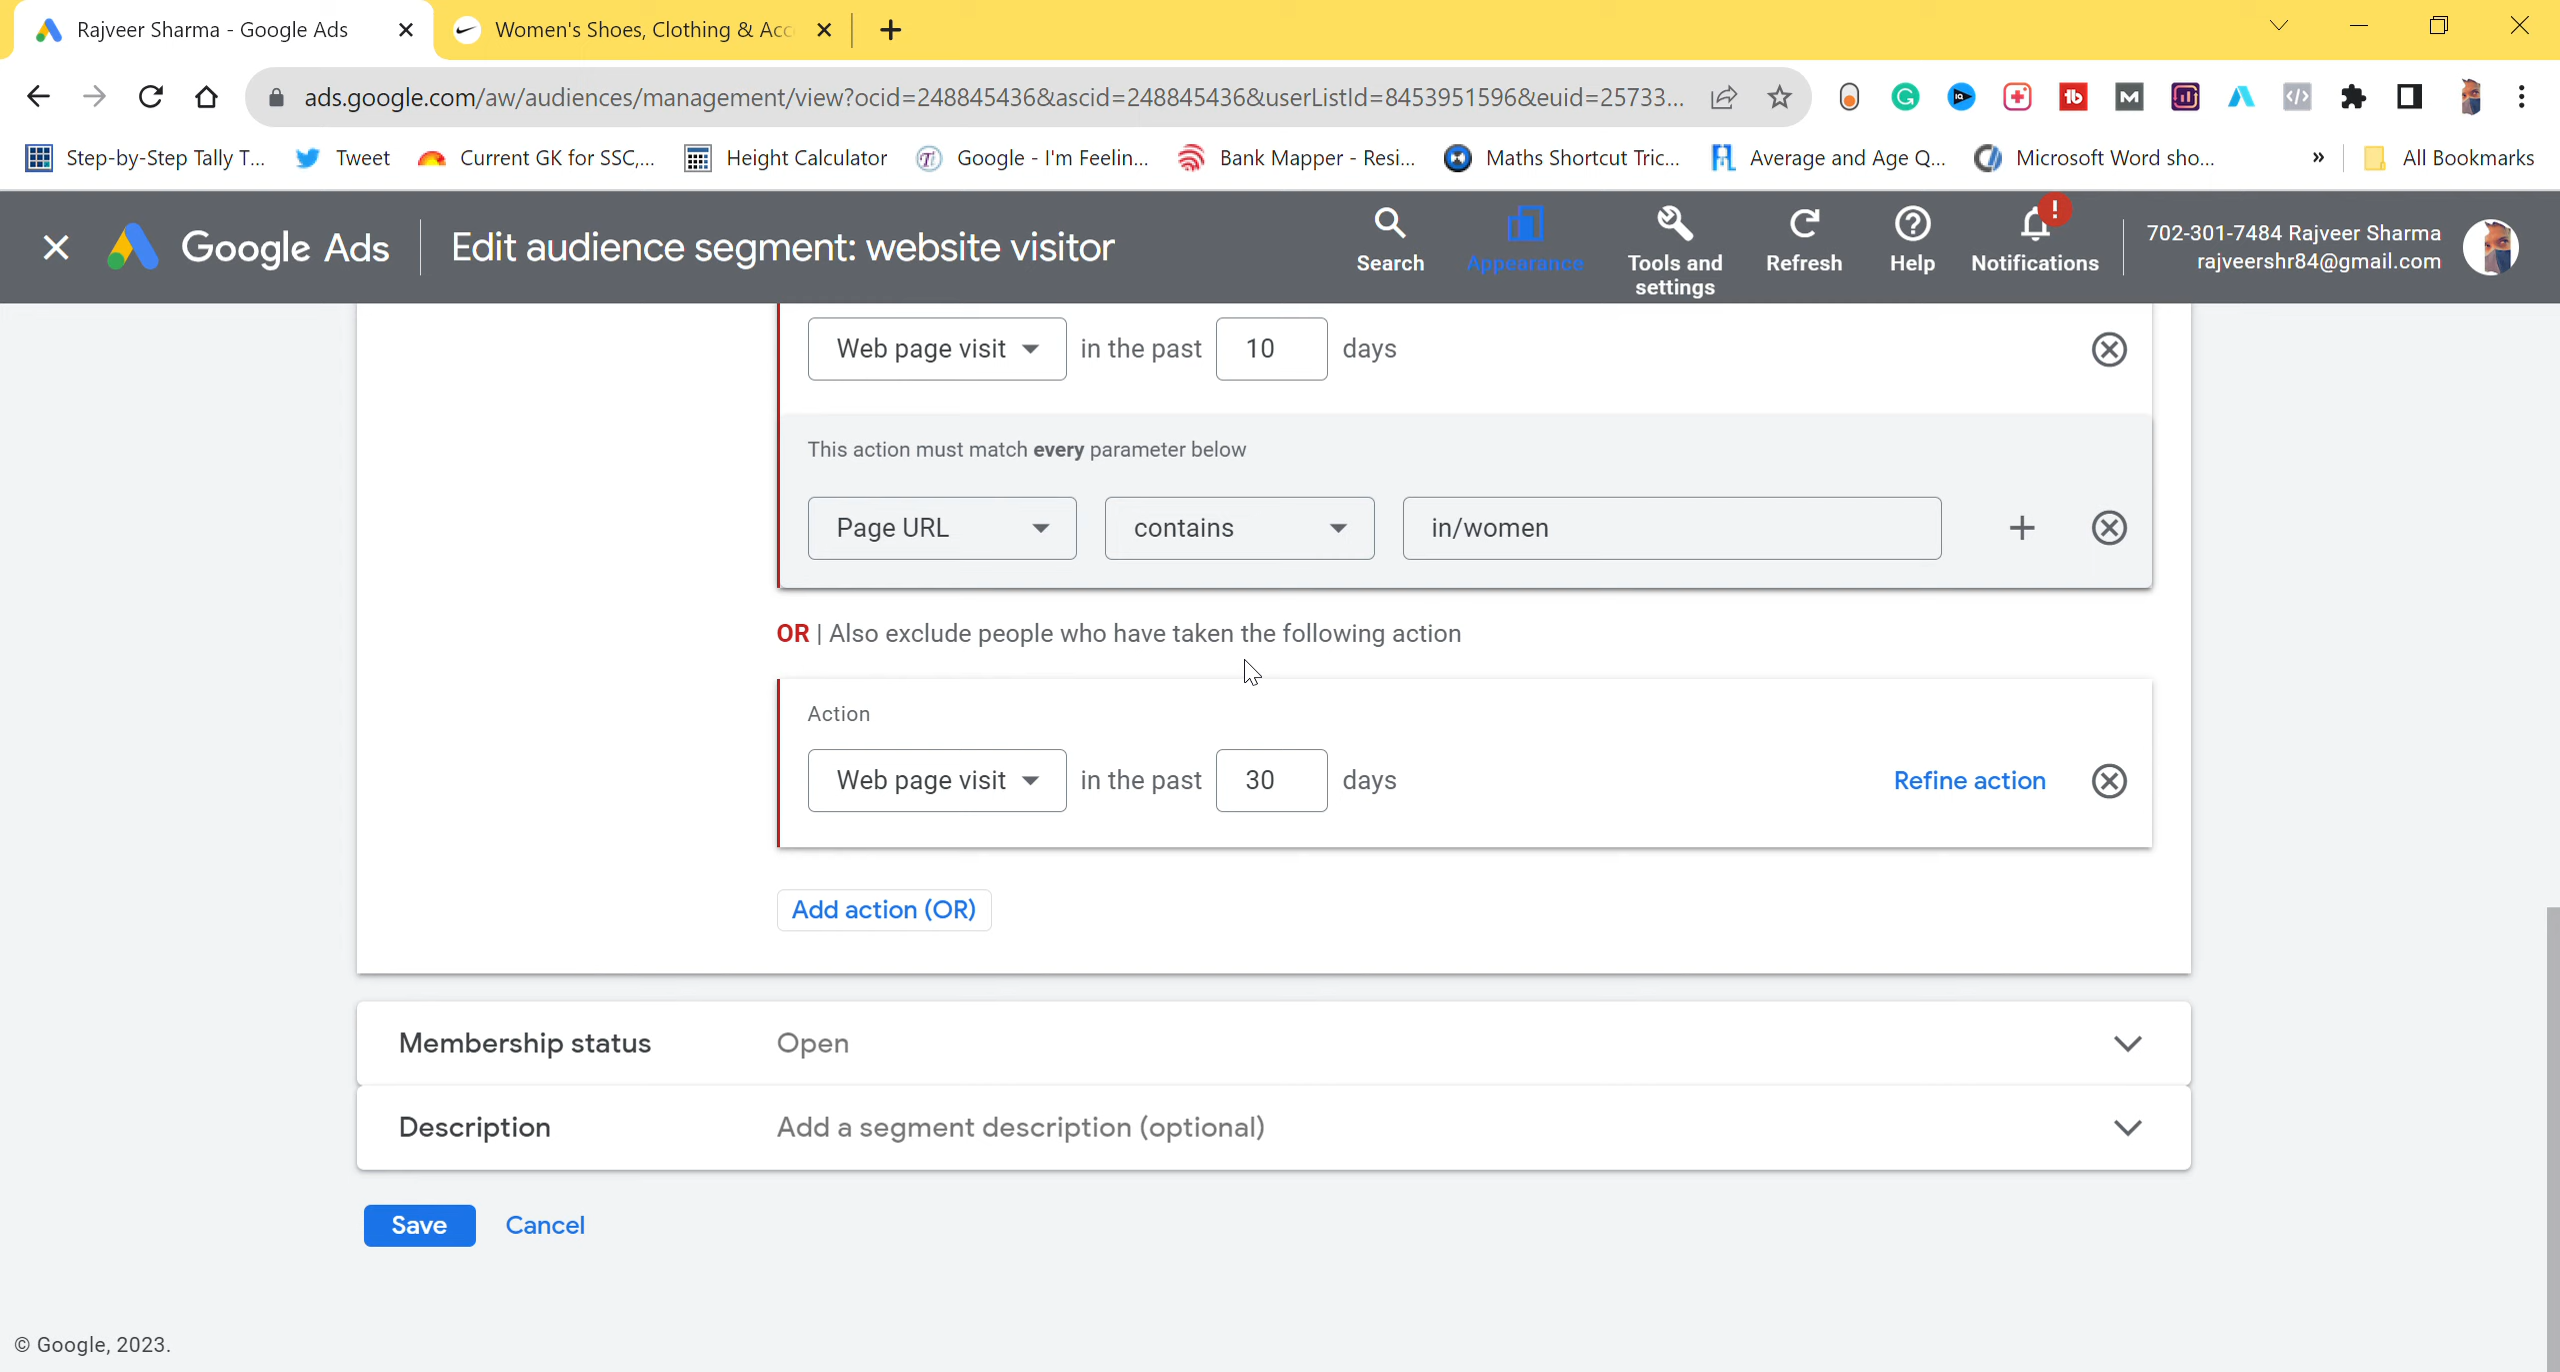 Rajveer Sharma - Google Ads
Women's Shoes, Clothing & Acc
ads.google.com/aw/audiences/management/view?ocid=248845436&ascid=248845436&userListId=8453951596&euid=25733...
Step-by-Step Tally T...
Tweet
Current GK for SSC,...
Height Calculator
Google - I'm Feelin...
Bank Mapper - Resi...
Maths Shortcut Tric...
Average and Age Q...
Microsoft Word sho...
»
All Bookmarks
Google Ads
Edit audience segment: website visitor
Search
Appearance
Tools and
settings
Refresh
Help
Notifications
702-301-7484 Rajveer Sharma
rajveershr84@gmail.com
Web page visit in the past 10 days
This action must match every parameter below
Page URL contains in/women
OR | Also exclude people who have taken the following action
Action
Web page visit in the past 30 days Refine action
Add action (OR)
Membership status Open
Description Add a segment description (optional)
Save Cancel
© Google, 2023.